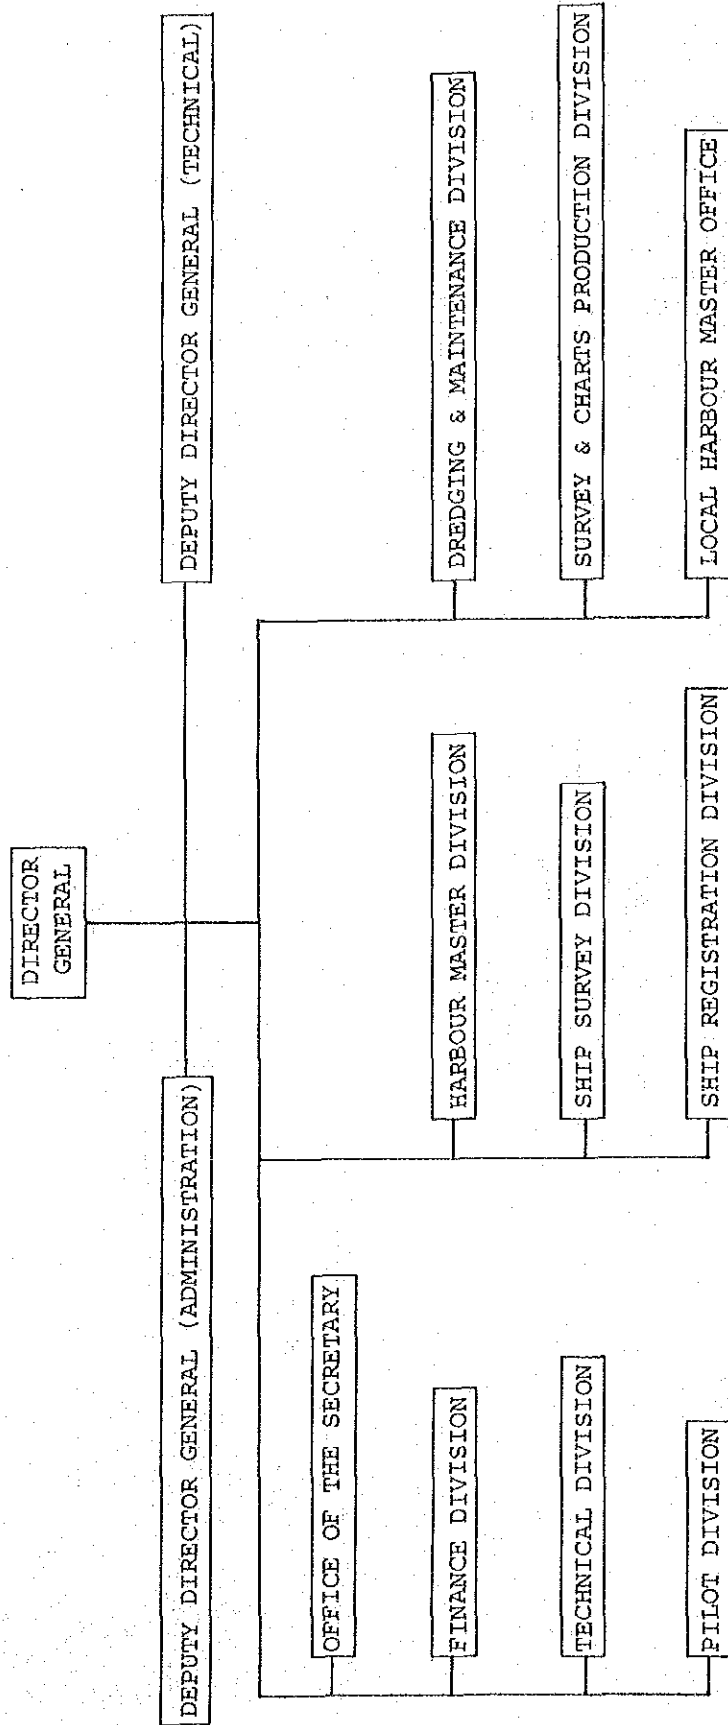 DIRECTOR
GENERAL
DEPUTY DIRECTOR GENERAL (ADMINISTRATION)
DEPUTY DIRECTOR GENERAL (TECHNICAL)
OFFICE OF THE SECRETARY
FINANCE DIVISION
TECHNICAL DIVISION
PILOT DIVISION
HARBOUR MASTER DIVISION
SHIP SURVEY DIVISION
SHIP REGISTRATION DIVISION
DREDGING & MAINTENANCE DIVISION
SURVEY & CHARTS PRODUCTION DIVISION
LOCAL HARBOUR MASTER OFFICE